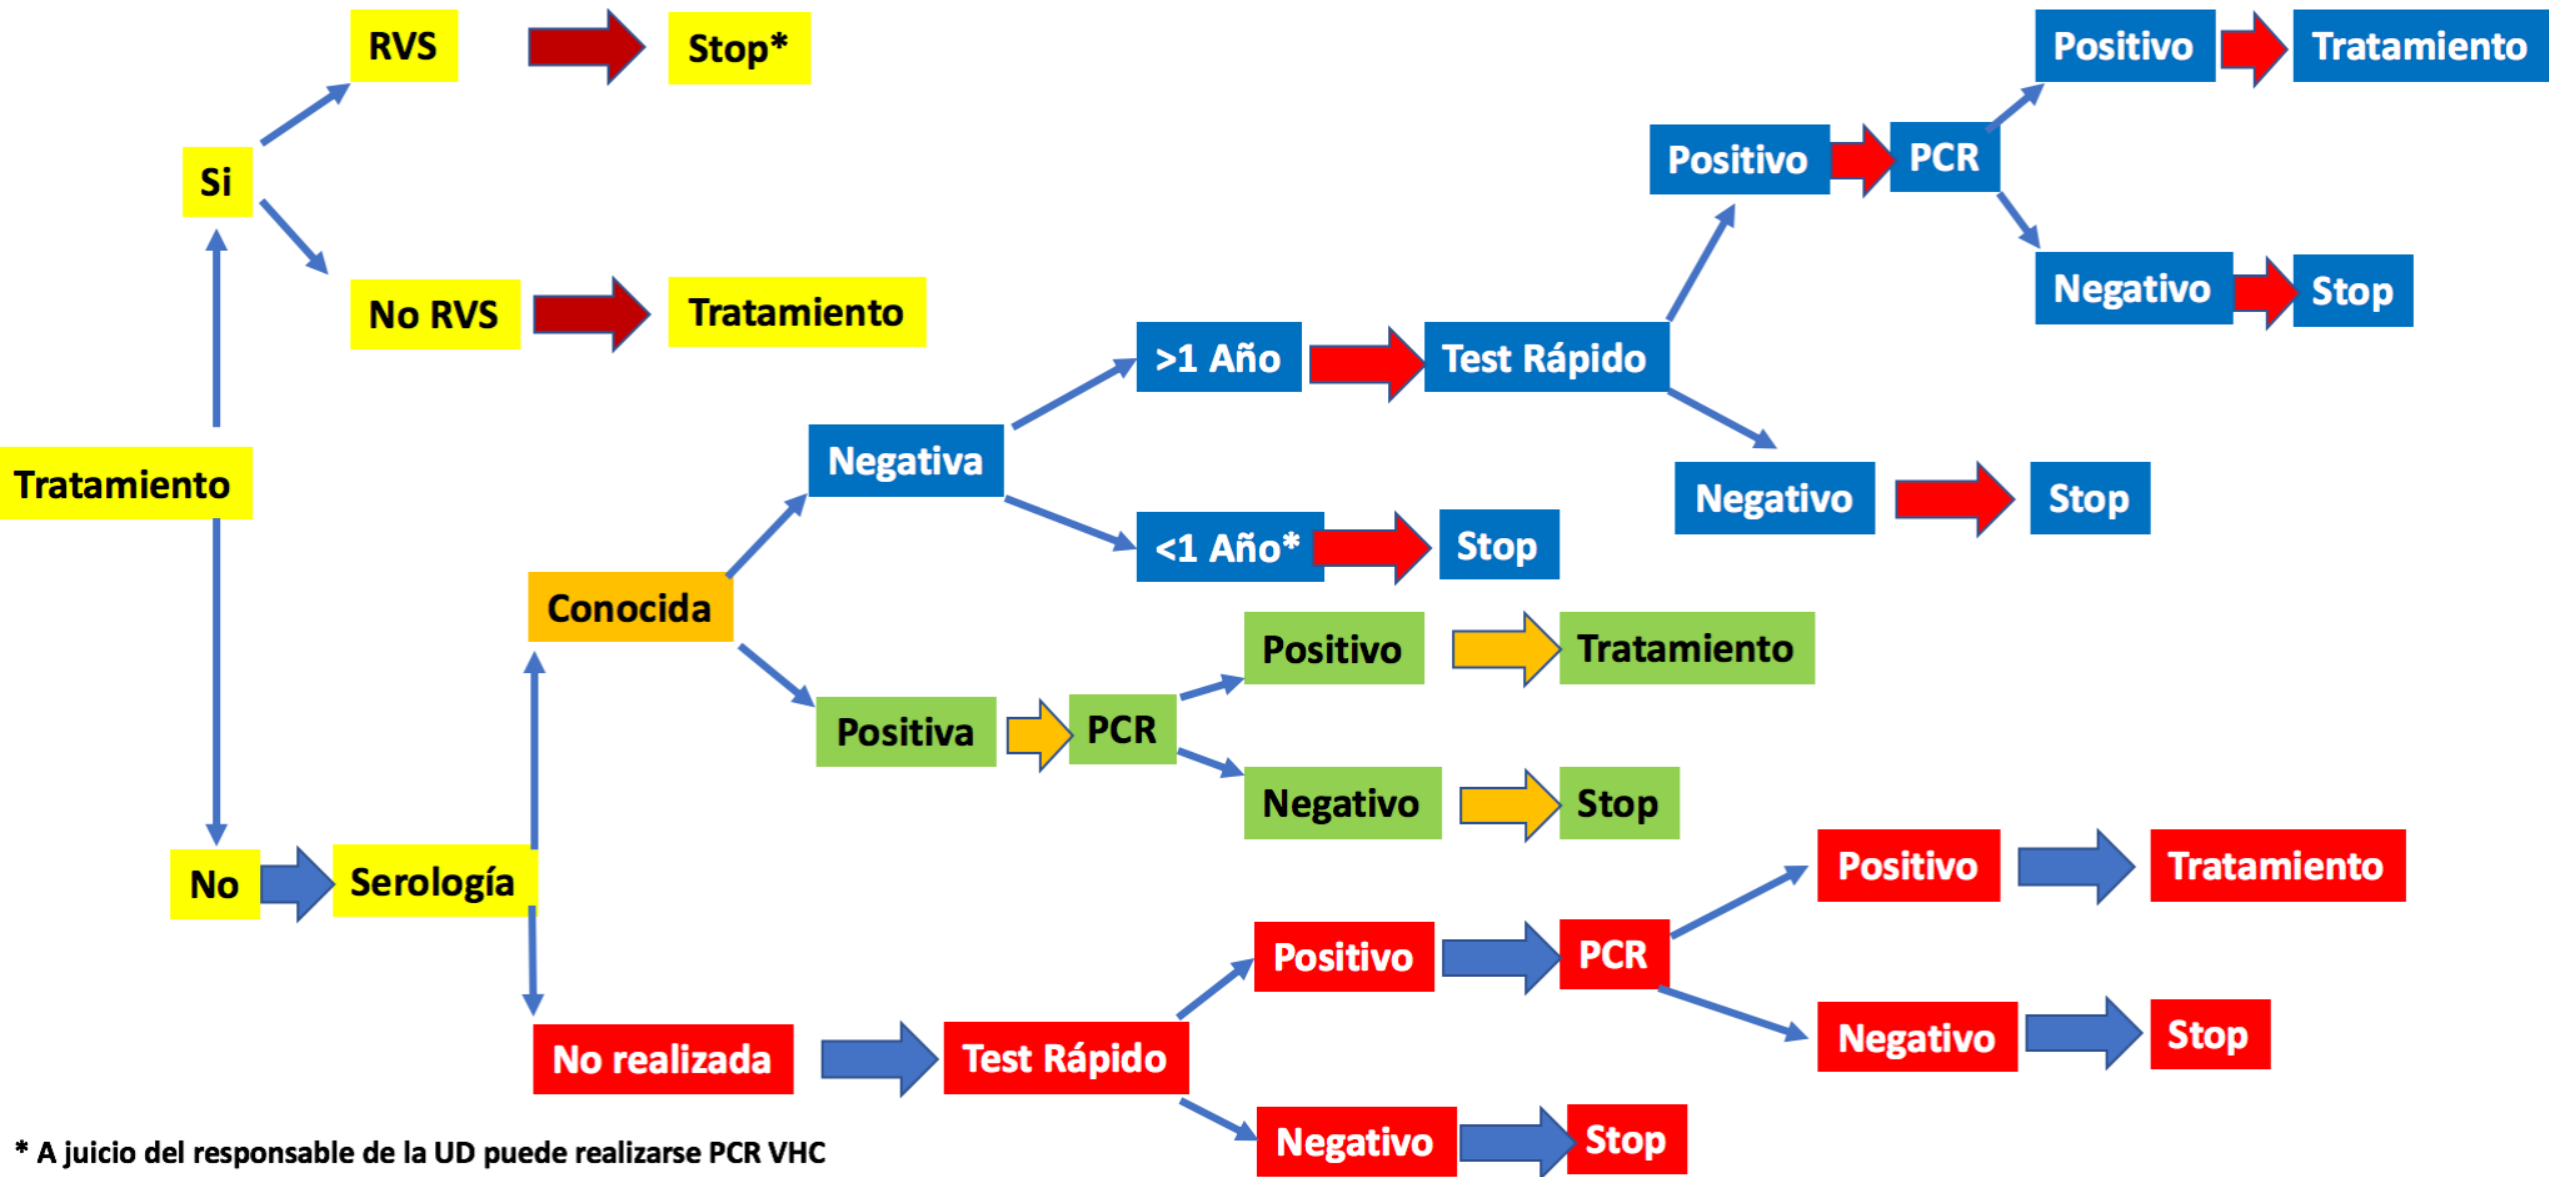 RVS
Stop*
Positivo
Tratamiento
Positivo
PCR
Si
Negativo
Stop
No RVS
Tratamiento
>1 Año
Test Rápido
Negativa
Tratamiento
Negativo
Stop
<1 Año*
Stop
Conocida
Positivo
Tratamiento
Positiva
PCR
Negativo
Stop
No
Serología
Positivo
Tratamiento
Positivo
PCR
Negativo
Stop
No realizada
Test Rápido
Negativo
Stop
* A juicio del responsable de la UD puede realizarse PCR VHC